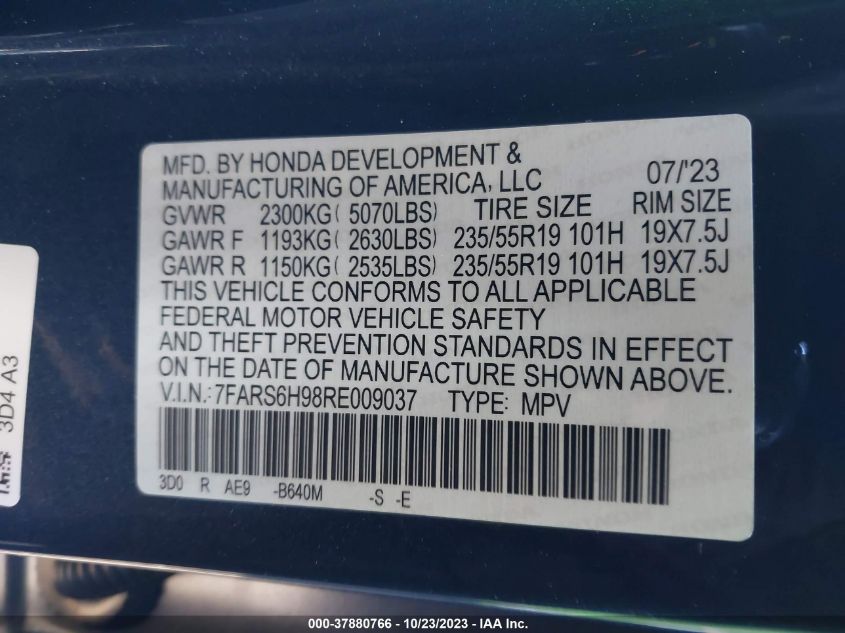 MFD. BY HONDA DEVELOPMENT &
MANUFACTURING OF AMERICA, LLC 07/'23
GVWR 2300KG( 5070LBS) TIRE SIZE RIM SIZE
GAWR F 1193KG( 2630LBS) 235/55R19 101H 19X7.5J
GAWR R 1150KG( 2535LBS) 235/55R19 101H 19X7.5J
THIS VEHICLE CONFORMS TO ALL APPLICABLE
FEDERAL MOTOR VEHICLE SAFETY
AND THEFT PREVENTION STANDARDS IN EFFECT
ON THE DATE OF MANUFACTURE SHOWN ABOVE.
V.I.N.:7FARS6H98RE009037 TYPE: MPV
3D0 R AE9 -B640M -S -E
3D4 A3
000-37880766 - 10/23/2023 - IAA Inc.